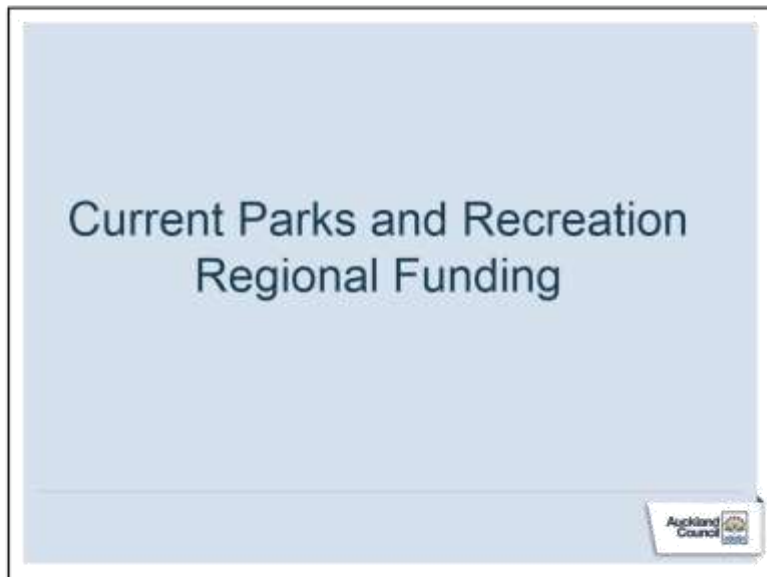 Current Parks and Recreation
Regional Funding
Auckland
Council